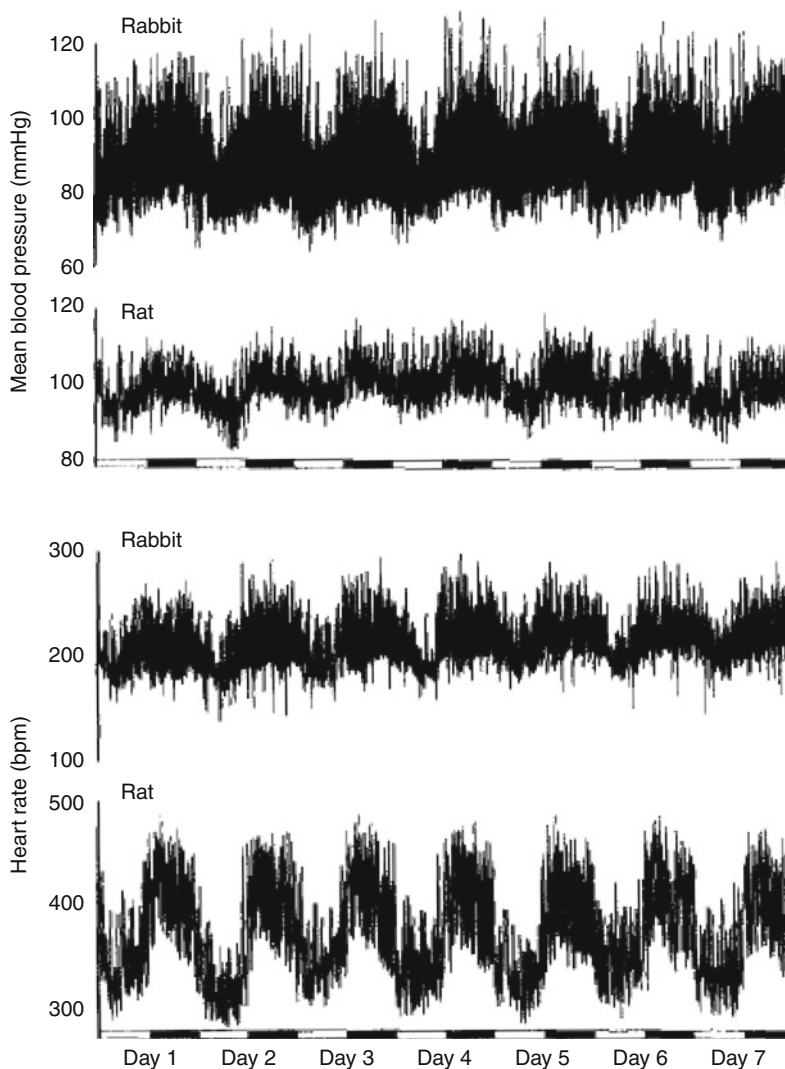 Rabbit
120
100
80
60
Mean blood pressure (mmHg)
Rat
120
100
80
Rabbit
300
200
100
Heart rate (bpm)
Rat
500
400
300
Day 1 Day 2 Day 3 Day 4 Day 5 Day 6 Day 7